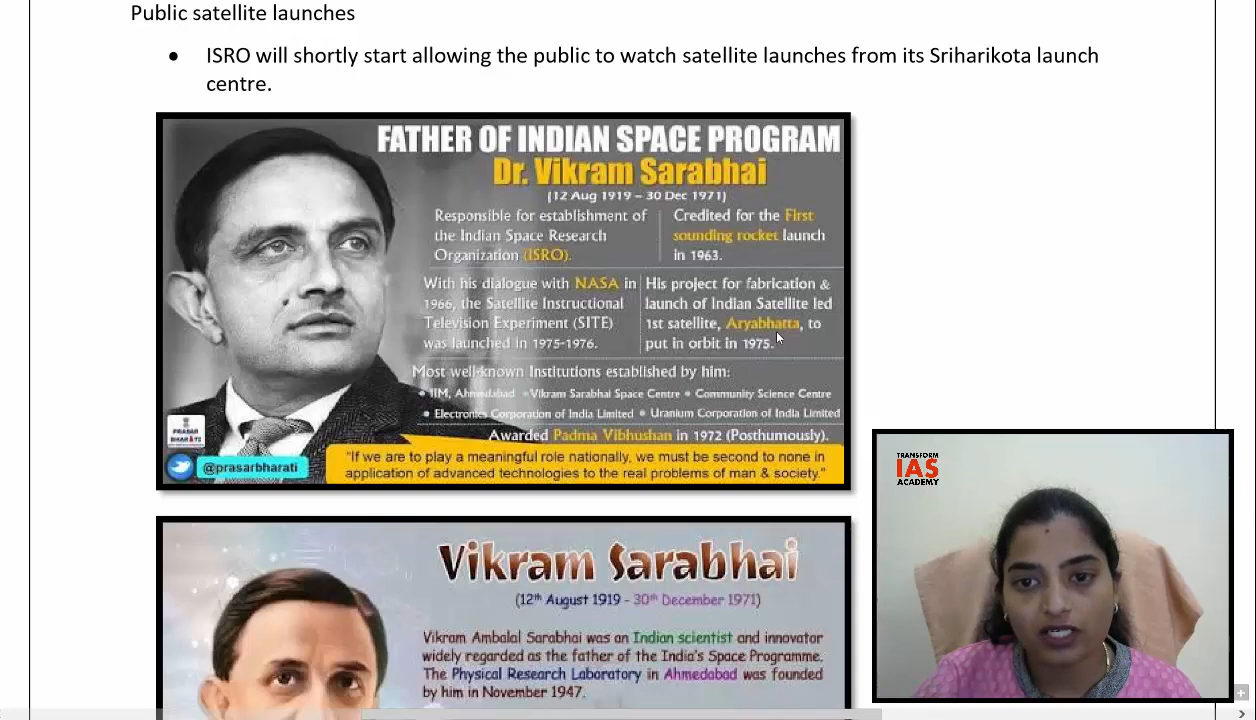 Public satellite launches
● ISRO will shortly start allowing the public to watch satellite launches from its Sriharikota launch
centre.
FATHER OF INDIAN SPACE PROGRAM
Dr. Vikram Sarabhai
(12 Aug 1919 – 30 Dec 1971)
Responsible for establishment of
the Indian Space Research
Organization (ISRO).
Credited for the First
sounding rocket launch
in 1963.
With his dialogue with NASA in
1966, the Satellite Instructional
Television Experiment (SITE)
was launched in 1975-1976.
His project for fabrication &
launch of Indian Satellite led
1st satellite, Aryabhatta, to
put in orbit in 1975.
Most well-known Institutions established by him:
● IIM, Ahmedabad ● Vikram Sarabhai Space Centre ● Community Science Centre
● Electronics Corporation of India Limited ● Uranium Corporation of India Limited
Awarded Padma Vibhushan in 1972 (Posthumously).
"If we are to play a meaningful role nationally, we must be second to none in
application of advanced technologies to the real problems of man & society."
PRASAR
BHARATI
@prasarbharati
TRANSFORM
IAS
ACADEMY
Vikram Sarabhai
(12th August 1919 - 30th December 1971)
Vikram Ambalal Sarabhai was an Indian scientist and innovator
widely regarded as the father of the India's Space Programme.
The Physical Research Laboratory in Ahmedabad was founded
by him in November 1947.